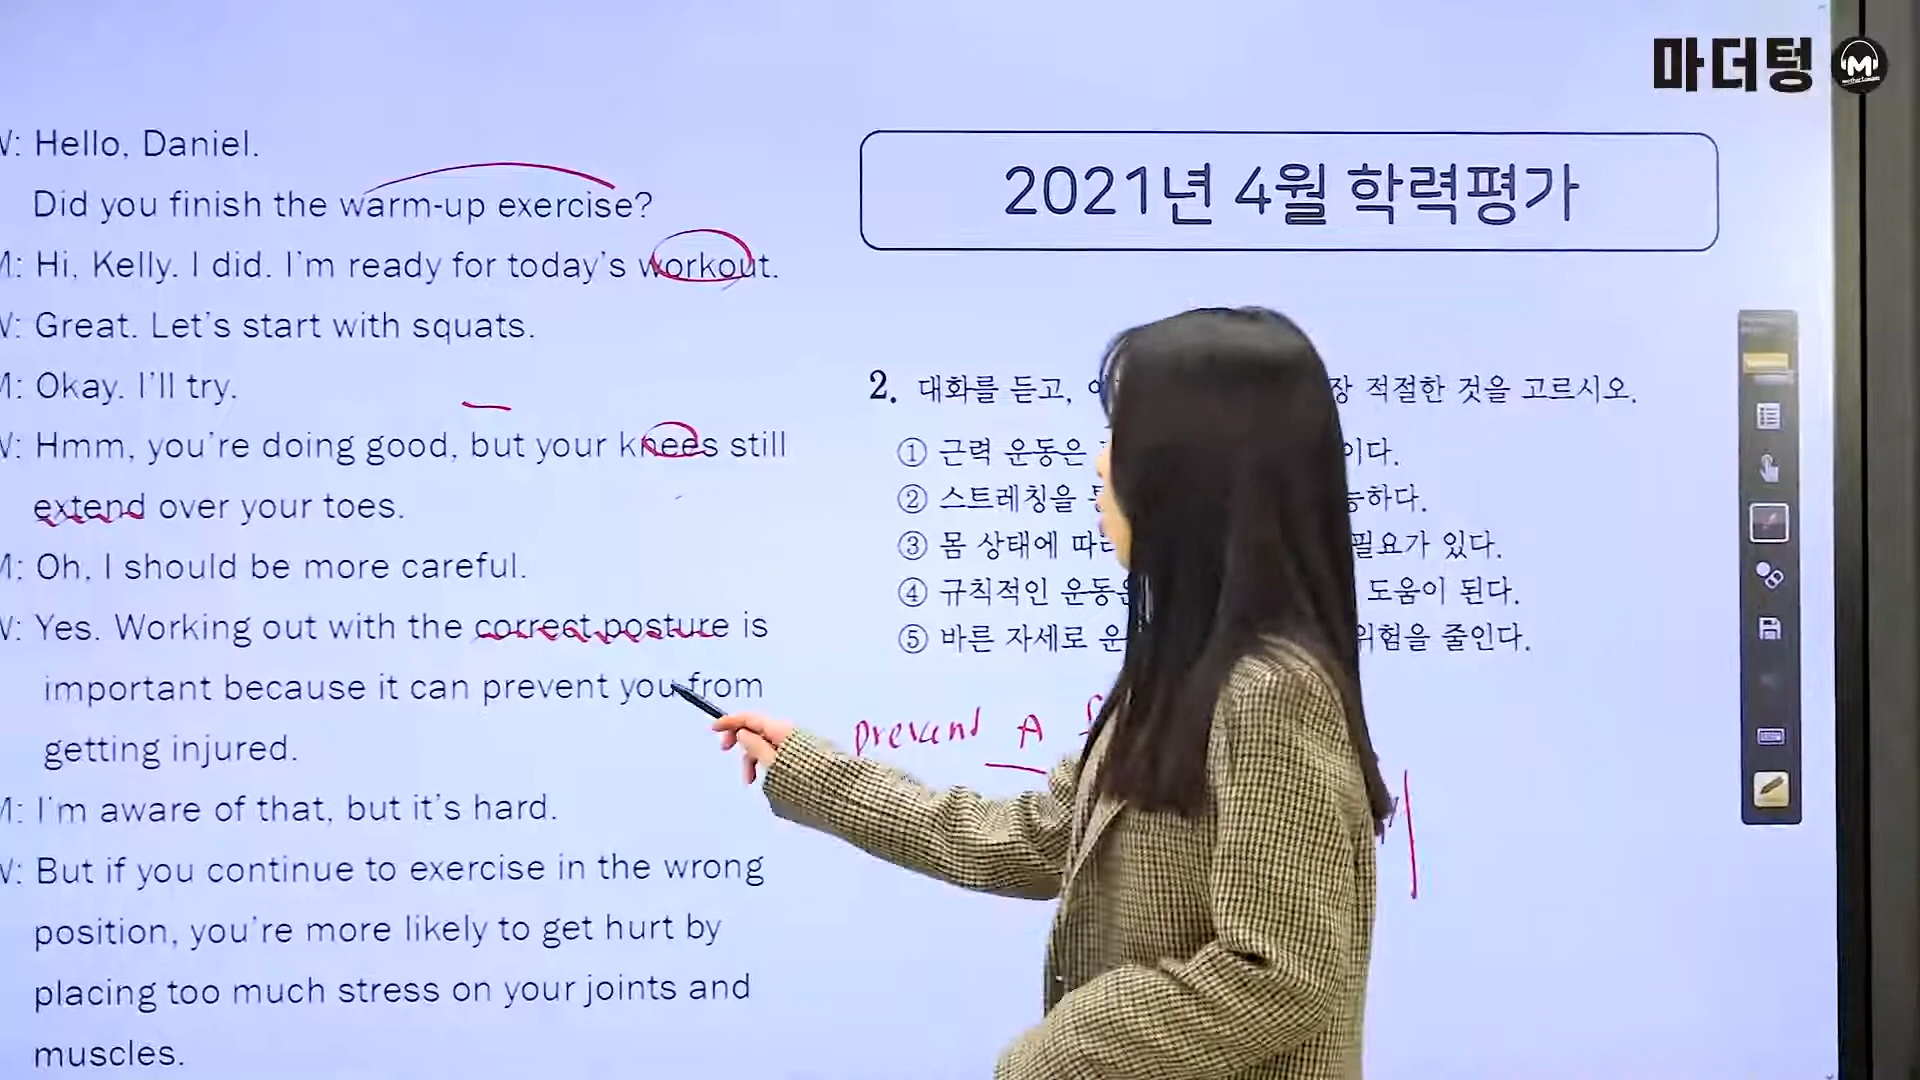 마더텅
M
W: Hello, Daniel.
Did you finish the warm-up exercise?
M: Hi, Kelly. I did. I'm ready for today's workout.
W: Great. Let's start with squats.
M: Okay. I'll try.
W: Hmm, you're doing good, but your knees still
extend over your toes.
M: Oh, I should be more careful.
W: Yes. Working out with the correct posture is
important because it can prevent you from
getting injured.
M: I'm aware of that, but it's hard.
W: But if you continue to exercise in the wrong
position, you're more likely to get hurt by
placing too much stress on your joints and
muscles.
2021년 4월 학력평가
2. 대화를 듣고, 적절한 것을 고르시오.
① 근력 운동은 이다.
② 스트레칭을 능하다.
③ 몸 상태에 따라 필요가 있다.
④ 규칙적인 운동은 도움이 된다.
⑤ 바른 자세로 운 위험을 줄인다.
prevent A f